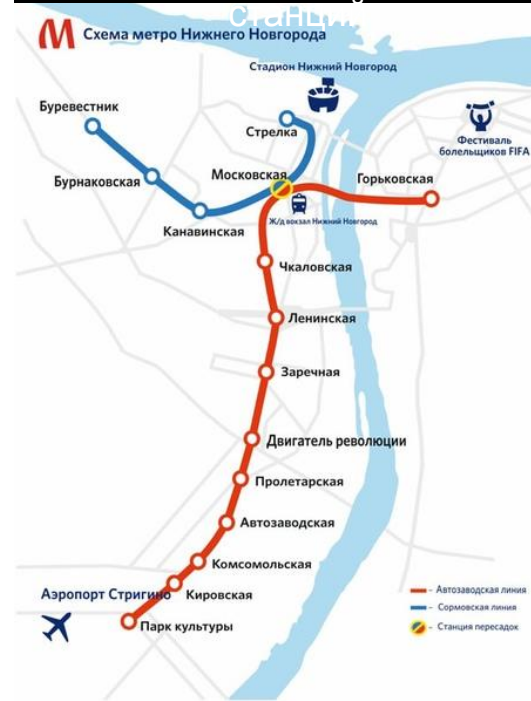 Станции
М Схема метро Нижнего Новгорода
Стадион Нижний Новгород
Буревестник
Стрелка
Фестиваль
болельщиков FIFA
Московская
Горьковская
Бурнаковская
Ж/д вокзал Нижний Новгород
Канавинская
Чкаловская
Ленинская
Заречная
Двигатель революции
Пролетарская
Автозаводская
Комсомольская
Аэропорт Стригино
Кировская
Парк культуры
- Автозаводская линия
- Сормовская линия
- Станция пересадок